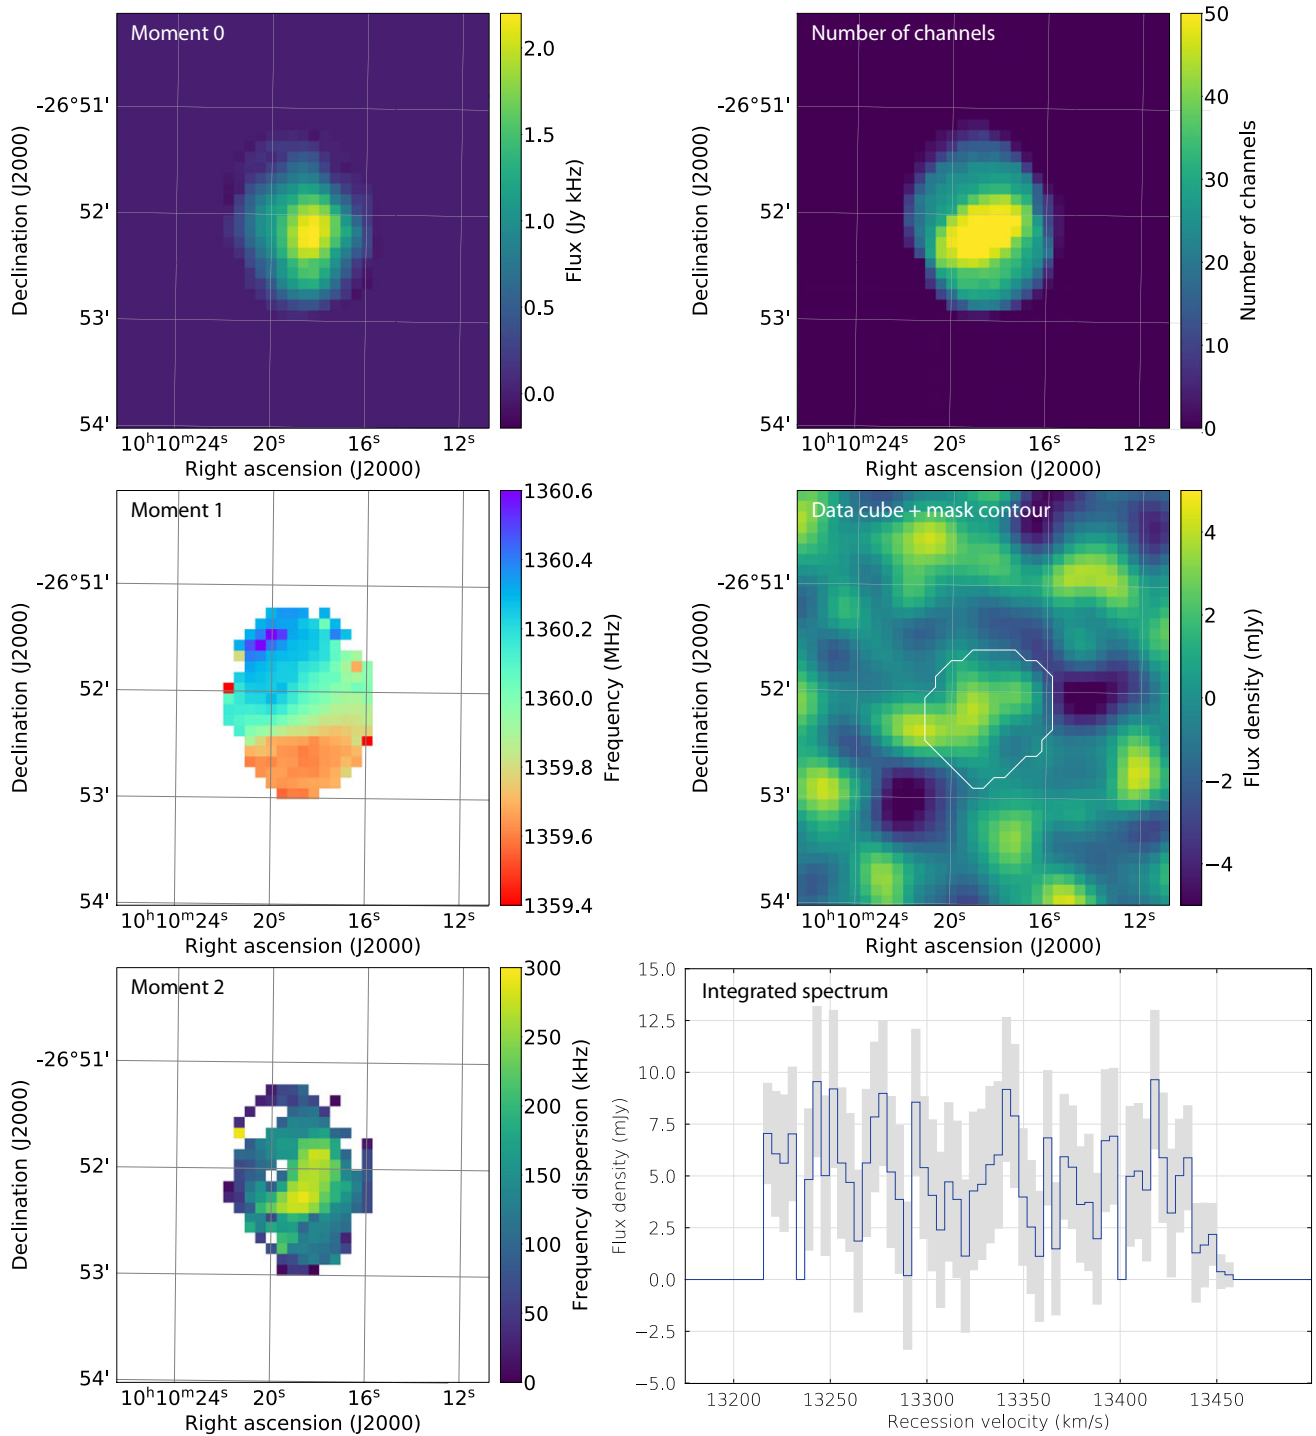 Moment 0
Declination (J2000)
-26°51'
52'
53'
54'
10ʰ10ᵐ24ˢ 20ˢ 16ˢ 12ˢ
Right ascension (J2000)
2.0
1.5
1.0
0.5
0.0
Flux (Jy kHz)
Number of channels
Declination (J2000)
-26°51'
52'
53'
54'
10ʰ10ᵐ24ˢ 20ˢ 16ˢ 12ˢ
Right ascension (J2000)
50
40
30
20
10
0
Number of channels
Moment 1
Declination (J2000)
-26°51'
52'
53'
54'
10ʰ10ᵐ24ˢ 20ˢ 16ˢ 12ˢ
Right ascension (J2000)
1360.6
1360.4
1360.2
1360.0
1359.8
1359.6
1359.4
Frequency (MHz)
Data cube + mask contour
Declination (J2000)
-26°51'
52'
53'
54'
10ʰ10ᵐ24ˢ 20ˢ 16ˢ 12ˢ
Right ascension (J2000)
4
2
0
−2
−4
Flux density (mJy)
Moment 2
Declination (J2000)
-26°51'
52'
53'
54'
10ʰ10ᵐ24ˢ 20ˢ 16ˢ 12ˢ
Right ascension (J2000)
300
250
200
150
100
50
0
Frequency dispersion (kHz)
Integrated spectrum
Flux density (mJy)
15.0
12.5
10.0
7.5
5.0
2.5
0.0
−2.5
−5.0
13200 13250 13300 13350 13400 13450
Recession velocity (km/s)